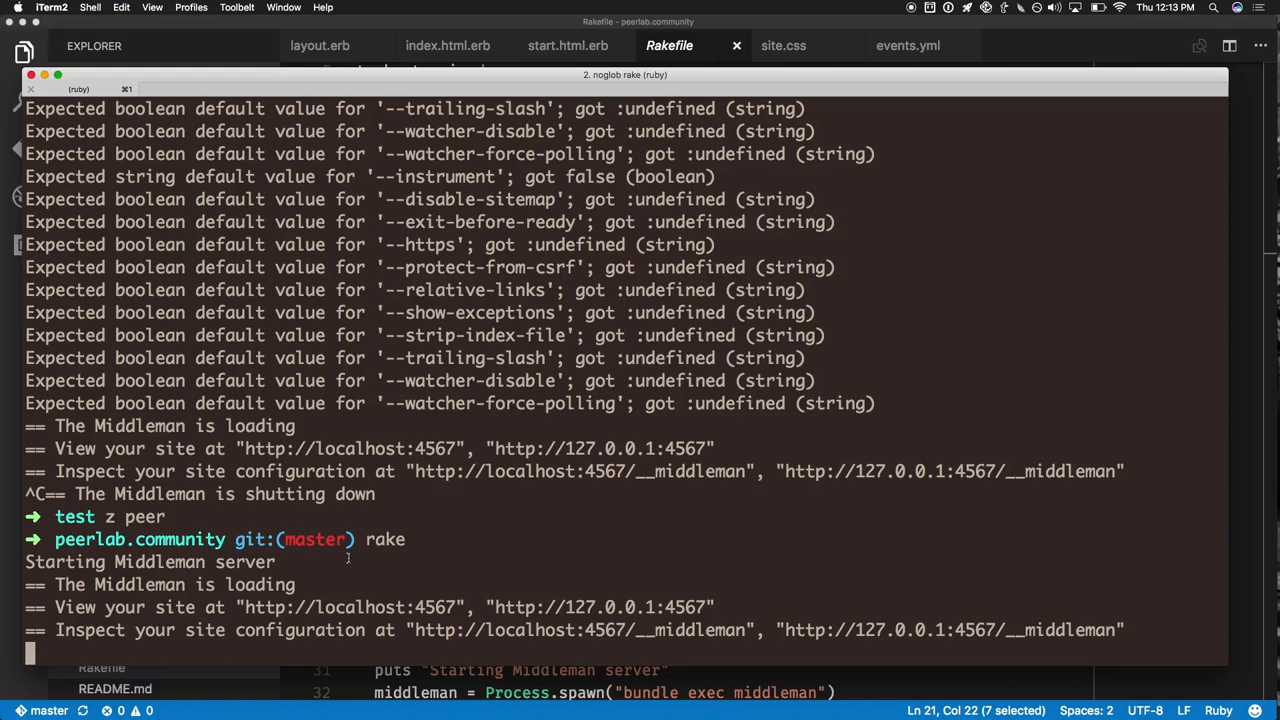 iTerm2 Shell Edit View Profiles Toolbelt Window Help Thu 12:13 PM
Rakefile - peerlab.community
EXPLORER layout.erb index.html.erb start.html.erb Rakefile × site.css events.yml
2. noglob rake (ruby)
(ruby) ⌘1
Expected boolean default value for '--trailing-slash'; got :undefined (string)
Expected boolean default value for '--watcher-disable'; got :undefined (string)
Expected boolean default value for '--watcher-force-polling'; got :undefined (string)
Expected string default value for '--instrument'; got false (boolean)
Expected boolean default value for '--disable-sitemap'; got :undefined (string)
Expected boolean default value for '--exit-before-ready'; got :undefined (string)
Expected boolean default value for '--https'; got :undefined (string)
Expected boolean default value for '--protect-from-csrf'; got :undefined (string)
Expected boolean default value for '--relative-links'; got :undefined (string)
Expected boolean default value for '--show-exceptions'; got :undefined (string)
Expected boolean default value for '--strip-index-file'; got :undefined (string)
Expected boolean default value for '--trailing-slash'; got :undefined (string)
Expected boolean default value for '--watcher-disable'; got :undefined (string)
Expected boolean default value for '--watcher-force-polling'; got :undefined (string)
== The Middleman is loading
== View your site at "http://localhost:4567", "http://127.0.0.1:4567"
== Inspect your site configuration at "http://localhost:4567/__middleman", "http://127.0.0.1:4567/__middleman"
^C== The Middleman is shutting down
➜ test z peer
➜ peerlab.community git:(master) rake
Starting Middleman server
== The Middleman is loading
== View your site at "http://localhost:4567", "http://127.0.0.1:4567"
== Inspect your site configuration at "http://localhost:4567/__middleman", "http://127.0.0.1:4567/__middleman"
Rakefile 31 puts "Starting Middleman server"
README.md 32 middleman = Process.spawn("bundle exec middleman")
master 0 0 Ln 21, Col 22 (7 selected) Spaces: 2 UTF-8 LF Ruby